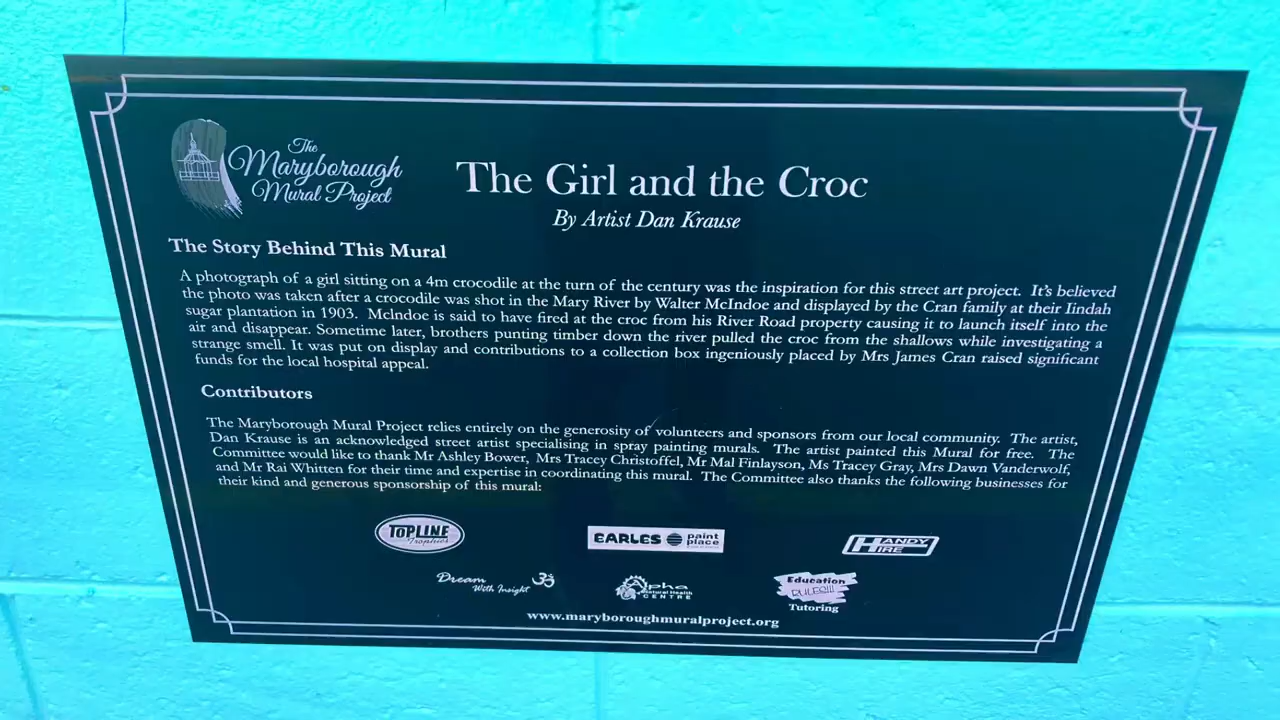 The
Maryborough
Mural Project
The Girl and the Croc
By Artist Dan Krause
The Story Behind This Mural
A photograph of a girl sitting on a 4m crocodile at the turn of the century was the inspiration for this street art project. It's believed
the photo was taken after a crocodile was shot in the Mary River by Walter McIndoe and displayed by the Cran family at their Iindah
sugar plantation in 1903. McIndoe is said to have fired at the croc from his River Road property causing it to launch itself into the
air and disappear. Sometime later, brothers punting timber down the river pulled the croc from the shallows while investigating a
strange smell. It was put on display and contributions to a collection box ingeniously placed by Mrs James Cran raised significant
funds for the local hospital appeal.
Contributors
The Maryborough Mural Project relies entirely on the generosity of volunteers and sponsors from our local community. The artist,
Dan Krause is an acknowledged street artist specialising in spray painting murals. The artist painted this Mural for free. The
Committee would like to thank Mr Ashley Bower, Mrs Tracey Christoffel, Mr Mal Finlayson, Ms Tracey Gray, Mrs Dawn Vanderwolf,
and Mr Rai Whitten for their time and expertise in coordinating this mural. The Committee also thanks the following businesses for
their kind and generous sponsorship of this mural:
TOPLINE
Trophies
EARLES paint
place
HANDY
HIRE
Dream
With Insight ॐ
Alpha
Natural Health
CENTRE
Education
RULES!!!
Tutoring
www.maryboroughmuralproject.org